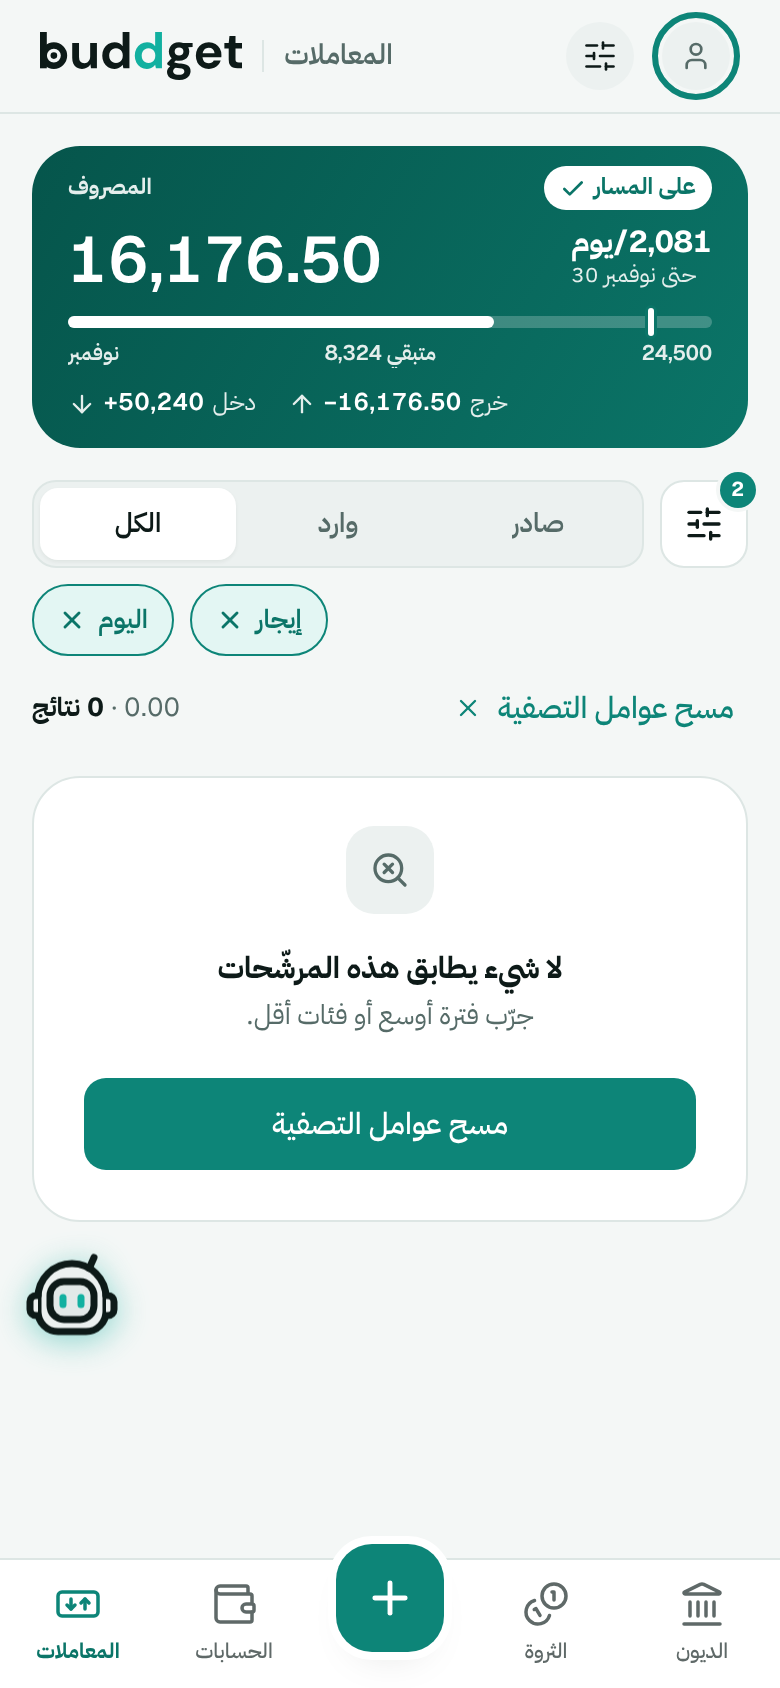 buddget
المعاملات
المصروف
على المسار
16,176.50
2,081/يوم
حتى نوفمبر 30
نوفمبر
متبقي 8,324
24,500
+50,240 دخل
−16,176.50 خرج
الكل
وارد
صادر
2
اليوم
إيجار
0 نتائج · 0.00
مسح عوامل التصفية
لا شيء يطابق هذه المرشّحات
جرّب فترة أوسع أو فئات أقل.
مسح عوامل التصفية
المعاملات
الحسابات
الثروة
الديون